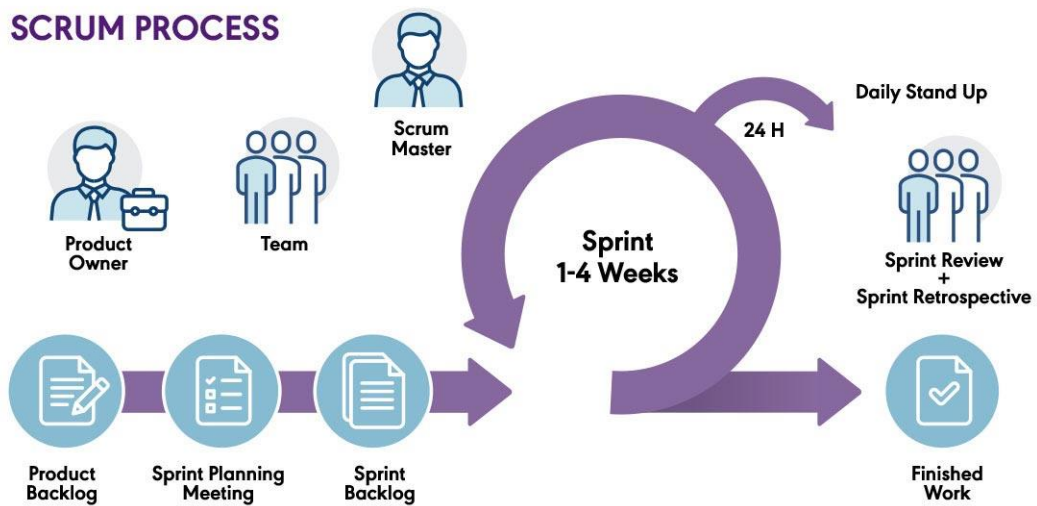 SCRUM PROCESS
Scrum
Master
Product
Owner
Team
Daily Stand Up
24 H
Sprint
1-4 Weeks
Sprint Review
+
Sprint Retrospective
Product
Backlog
Sprint Planning
Meeting
Sprint
Backlog
Finished
Work